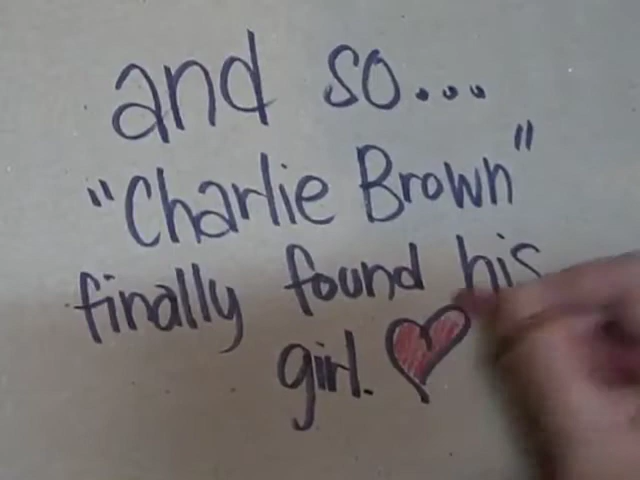 and so...
"Charlie Brown"
finally found his
girl.